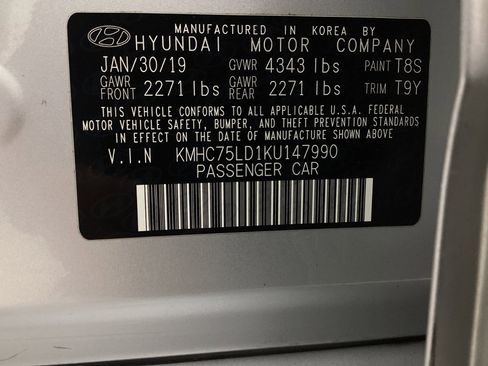 MANUFACTURED IN KOREA BY
HYUNDAI MOTOR COMPANY
JAN/30/19 GVWR 4343 lbs PAINT T8S
GAWR FRONT 2271 lbs GAWR REAR 2271 lbs TRIM T9Y
THIS VEHICLE CONFORMS TO ALL APPLICABLE U.S.A. FEDERAL
MOTOR VEHICLE SAFETY, BUMPER, AND THEFT PREVENTION STANDARDS
IN EFFECT ON THE DATE OF MANUFACTURE SHOWN ABOVE
V.I.N KMHC75LD1KU147990
PASSENGER CAR